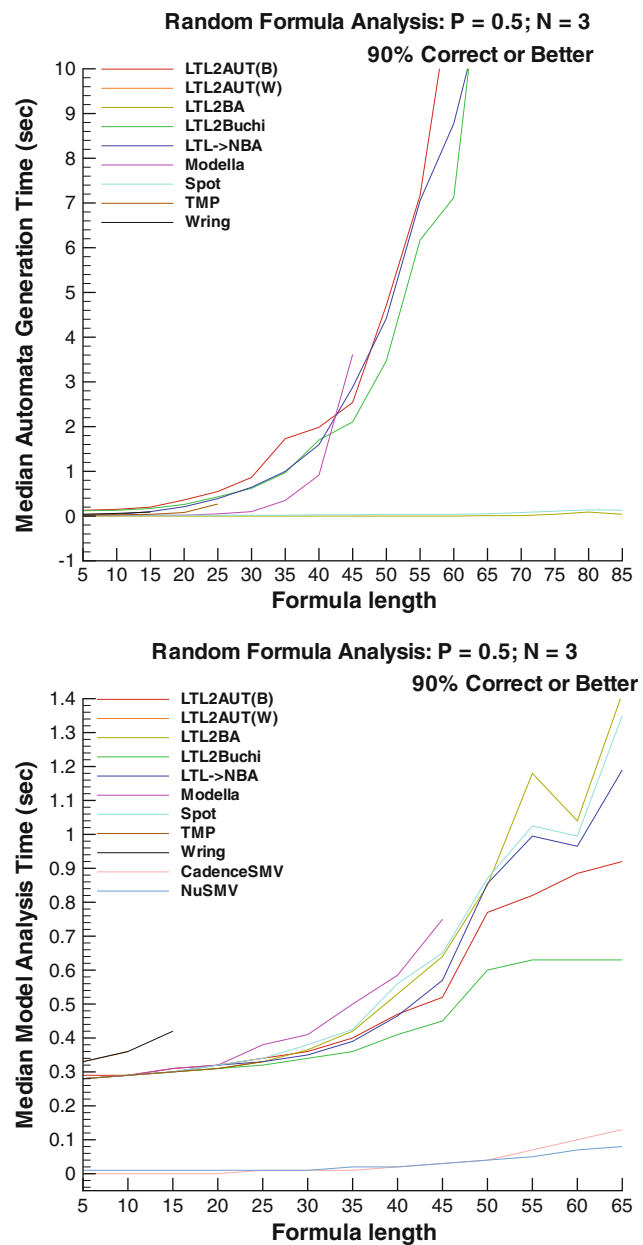 Random Formula Analysis: P = 0.5; N = 3
90% Correct or Better
Median Automata Generation Time (sec)
10
9
8
7
6
5
4
3
2
1
0
-1
LTL2AUT(B)
LTL2AUT(W)
LTL2BA
LTL2Buchi
LTL->NBA
Modella
Spot
TMP
Wring
5 10 15 20 25 30 35 40 45 50 55 60 65 70 75 80 85
Formula length
Random Formula Analysis: P = 0.5; N = 3
90% Correct or Better
Median Model Analysis Time (sec)
1.4
1.3
1.2
1.1
1
0.9
0.8
0.7
0.6
0.5
0.4
0.3
0.2
0.1
0
LTL2AUT(B)
LTL2AUT(W)
LTL2BA
LTL2Buchi
LTL->NBA
Modella
Spot
TMP
Wring
CadenceSMV
NuSMV
5 10 15 20 25 30 35 40 45 50 55 60 65
Formula length